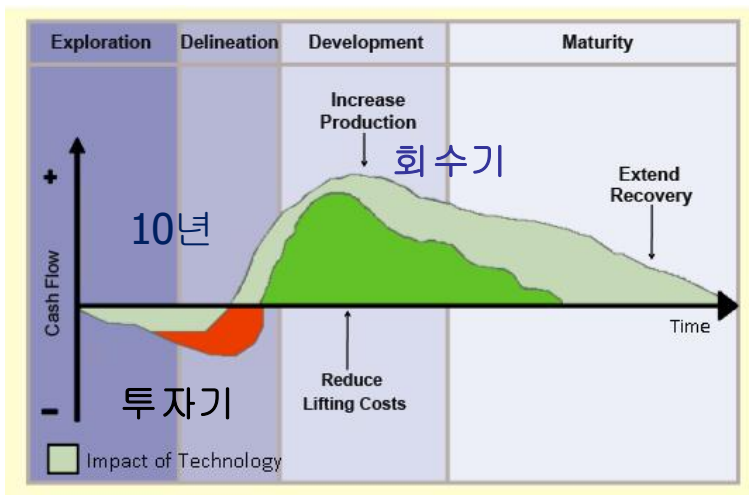 Exploration
Delineation
Development
Maturity
Increase
Production
회수기
Extend
Recovery
+
10년
Cash Flow
Time
투자기
Reduce
Lifting Costs
-
Impact of Technology